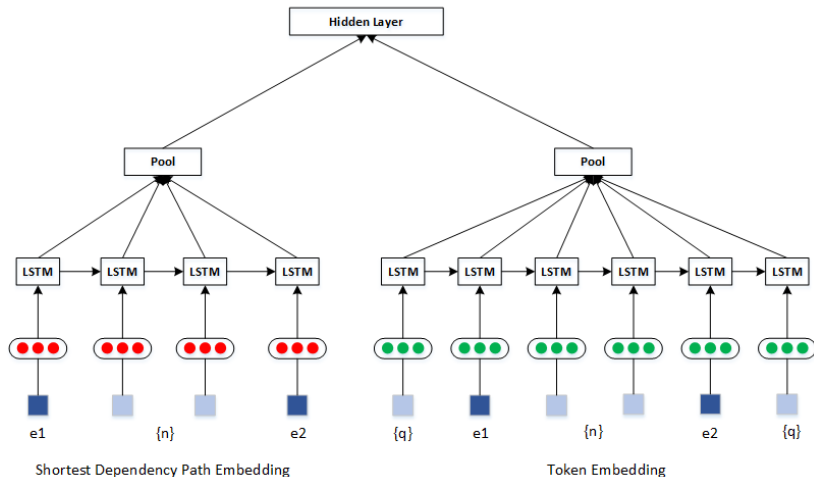 Hidden Layer
Pool Pool
LSTM LSTM LSTM LSTM LSTM LSTM LSTM LSTM LSTM LSTM
e1 {n} e2 {q} e1 {n} e2 {q}
Shortest Dependency Path Embedding Token Embedding